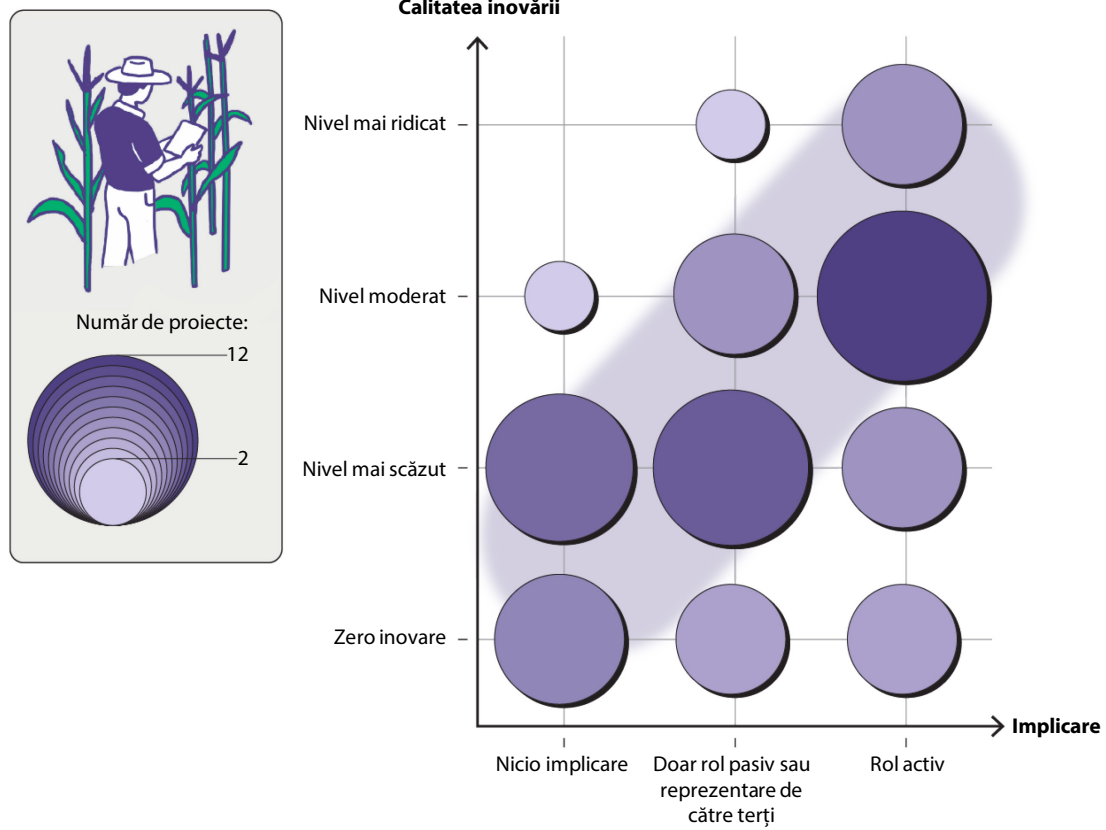 Calitatea inovării
Număr de proiecte:
12
2
Nivel mai ridicat
Nivel moderat
Nivel mai scăzut
Zero inovare
Implicare
Nicio implicare
Doar rol pasiv sau
reprezentare de
către terți
Rol activ